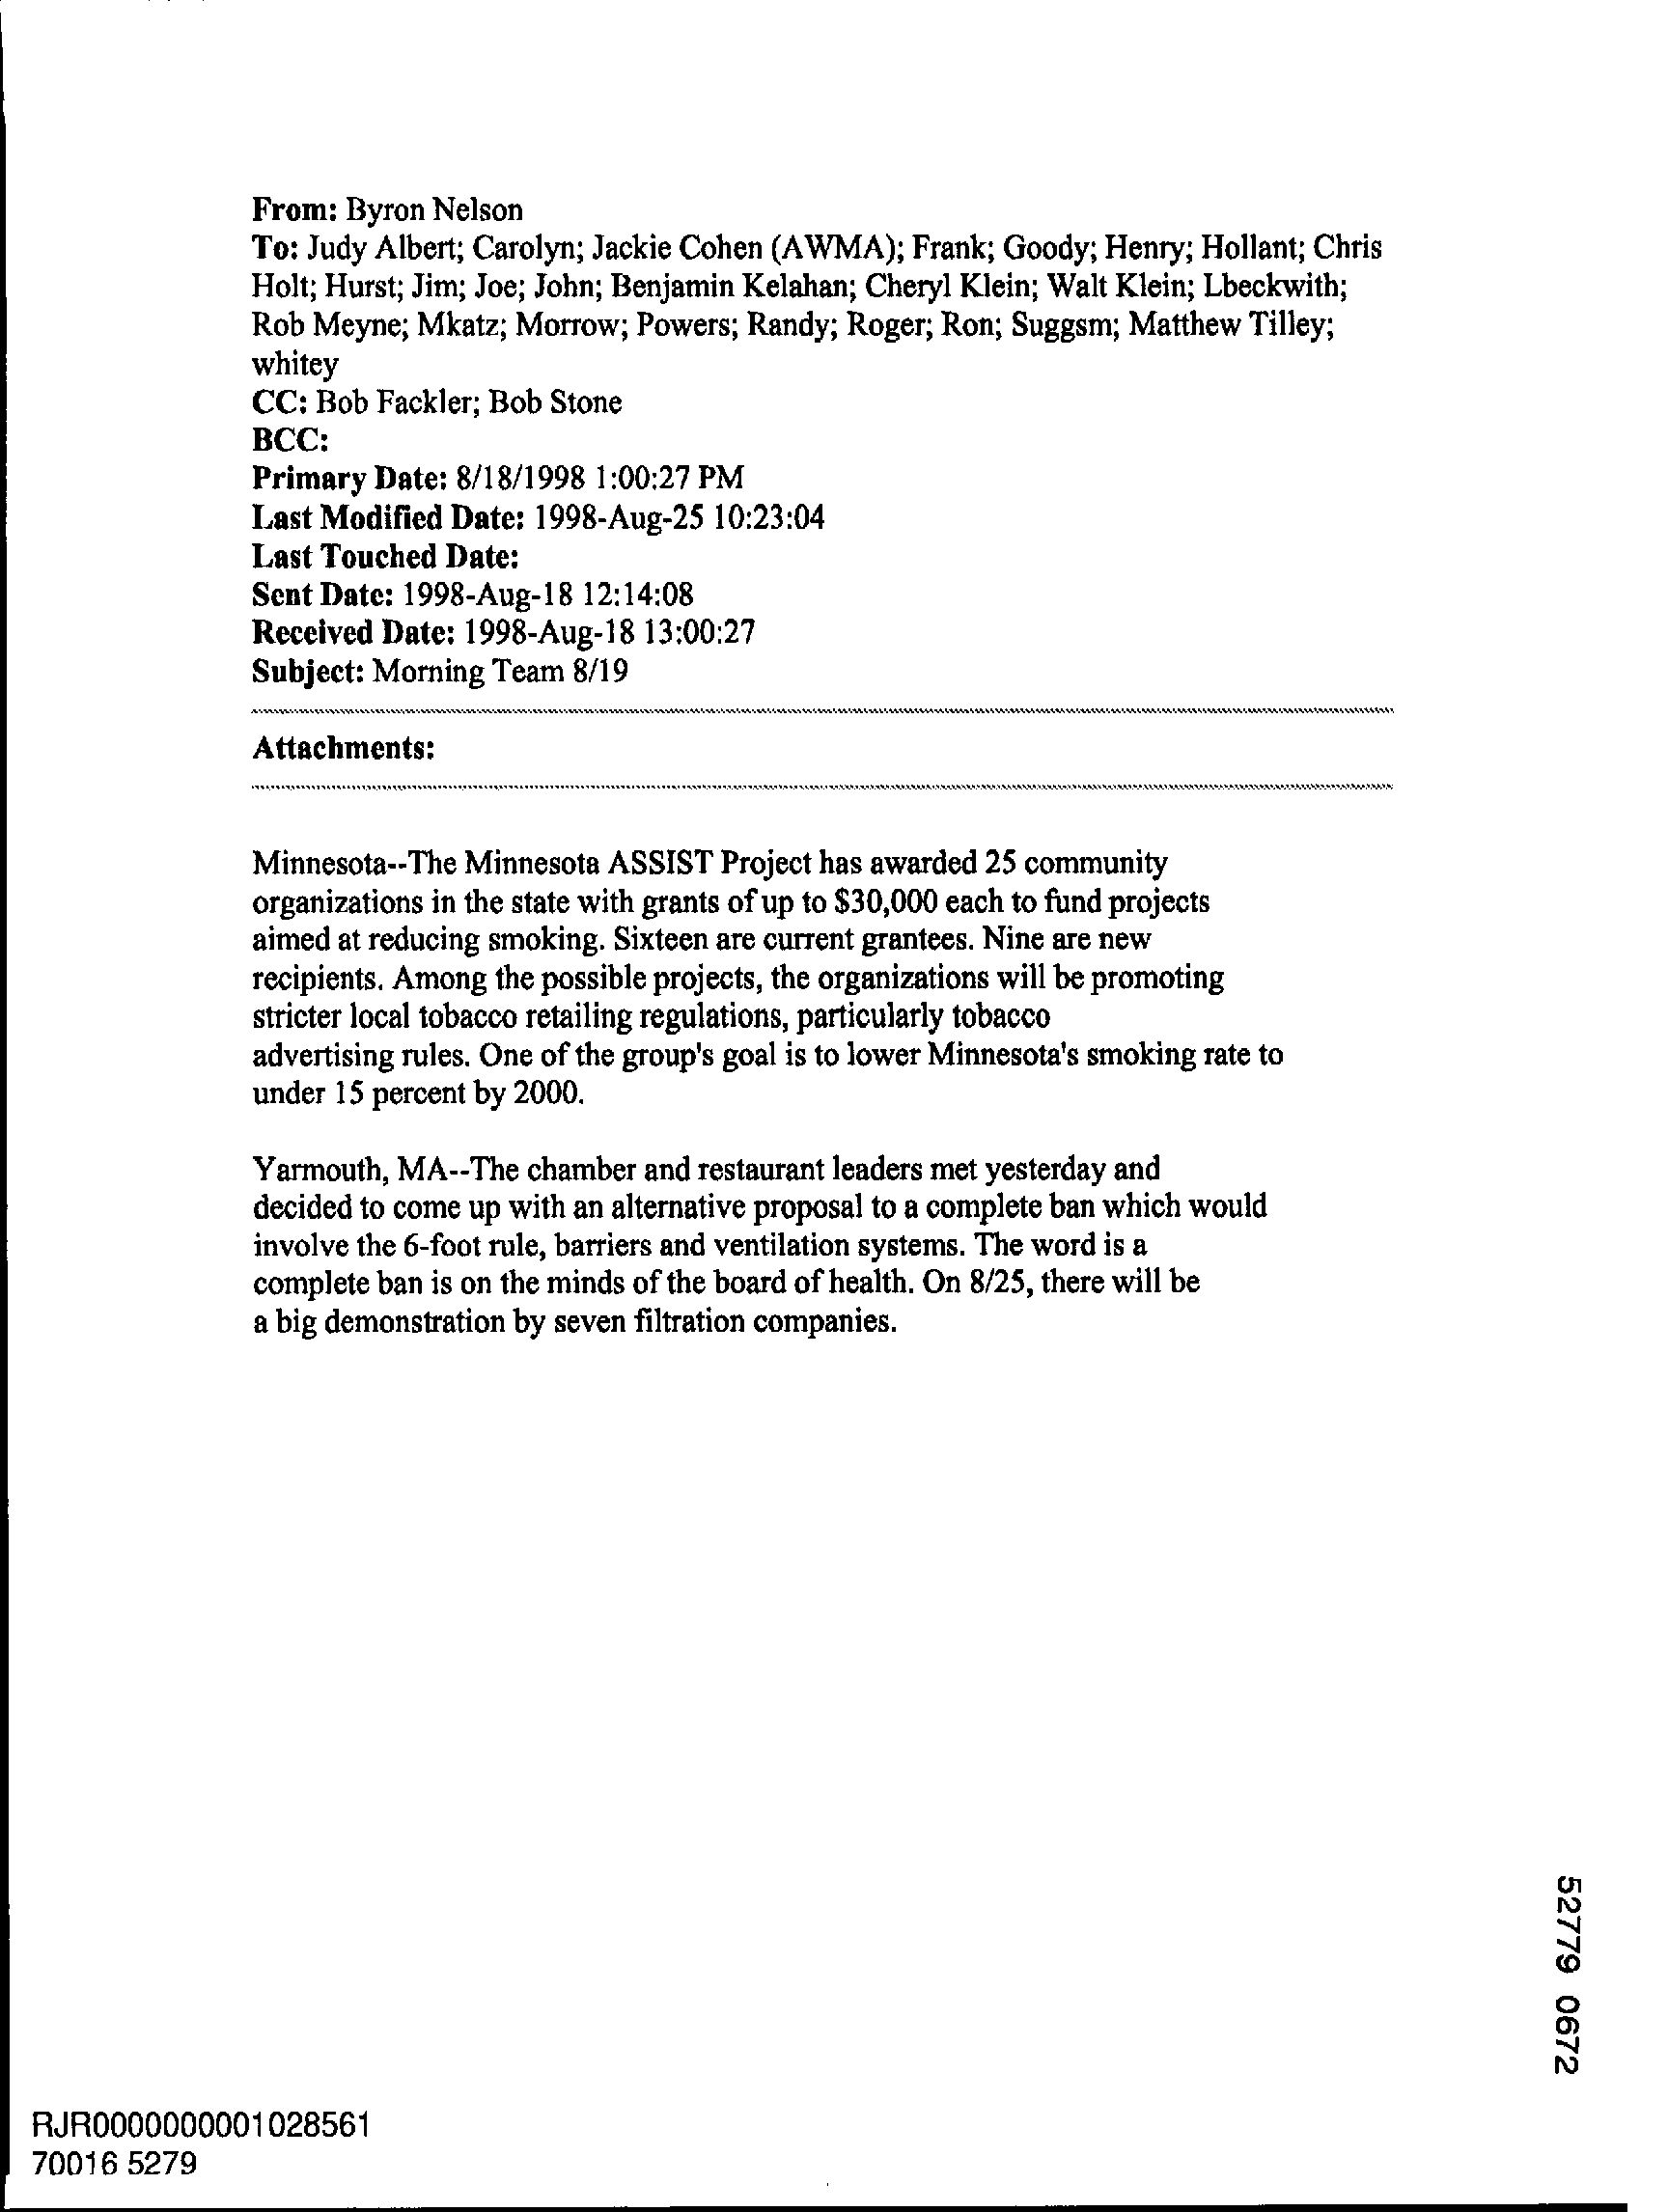 From: Byron Nelson
To: Judy Albert; Carolyn; Jackie Cohen (AWMA); Frank; Goody; Henry; Hollant; Chris
Holt; Hurst; Jim; Joe; John; Benjamin Kelahan; Cheryl Klein; Walt Klein; Lbeckwith;
Rob Meyne; Mkatz; Morrow; Powers; Randy; Roger; Ron; Suggsm; Matthew Tilley;
whitey
CC: Bob Fackler; Bob Stone
BCC:
Primary Date: 8/18/1998 1:00:27 PM
Last Modified Date: 1998-Aug-25 10:23:04
Last Touched Date:
Sent Date: 1998-Aug-18 12:14:08
Received Date: 1998-Aug-18 13:00:27
Subject: Morning Team 8/19
Attachments:
Minnesota--The Minnesota ASSIST Project has awarded 25 community
organizations in the state with grants of up to $30,000 each to fund projects
aimed at reducing smoking. Sixteen are current grantees. Nine are new
recipients. Among the possible projects, the organizations will be promoting
stricter local tobacco retailing regulations, particularly tobacco
advertising rules. One of the group's goal is to lower Minnesota's smoking rate to
under 15 percent by 2000.
Yarmouth, MA--The chamber and restaurant leaders met yesterday and
decided to come up with an alternative proposal to a complete ban which would
involve the 6-foot rule, barriers and ventilation systems. The word is a
complete ban is on the minds of the board of health. On 8/25, there will be
a big demonstration by seven filtration companies.
52779 0672
RJR0000000001028561
70016 5279